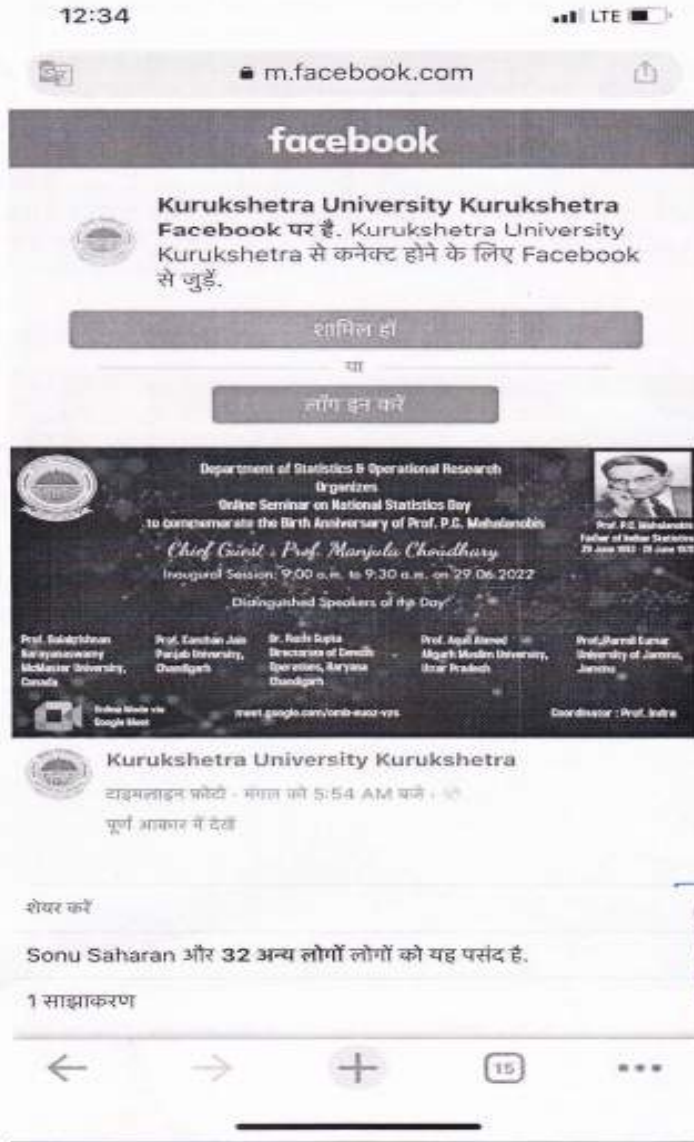 12:34
LTE
m.facebook.com
facebook
Kurukshetra University Kurukshetra
Facebook पर है. Kurukshetra University
Kurukshetra से कनेक्ट होने के लिए Facebook
से जुड़ें.
शामिल हों
या
लॉग इन करें
Department of Statistics & Operational Research
Organizes
Online Seminar on National Statistics Day
to commemorate the Birth Anniversary of Prof. P.C. Mahalanobis
Chief Guest : Prof. Manjula Choudhary
Inaugural Session: 9:00 a.m. to 9:30 a.m. on 29.06.2022
Distinguished Speakers of the Day
Prof. P.C. Mahalanobis
Father of Indian Statistics
Prof. Balakrishnan
Narayanaswamy
McMaster University,
Canada
Prof. Kanchan Jain
Panjab University,
Chandigarh
Dr. Ruchi Gupta
Directorate of Census
Operations, Haryana
Chandigarh
Prof. Aquil Ahmed
Aligarh Muslim University,
Uttar Pradesh
Prof. Parmil Kumar
University of Jammu,
Jammu
Online Mode via
Google Meet
Coordinator : Prof. Indra
Kurukshetra University Kurukshetra
टाइमलाइन फ़ोटो · मंगल को 5:54 AM बजे ·
पूर्ण आकार में देखें
शेयर करें
Sonu Saharan और 32 अन्य लोगों लोगों को यह पसंद है.
1 साझाकरण
15